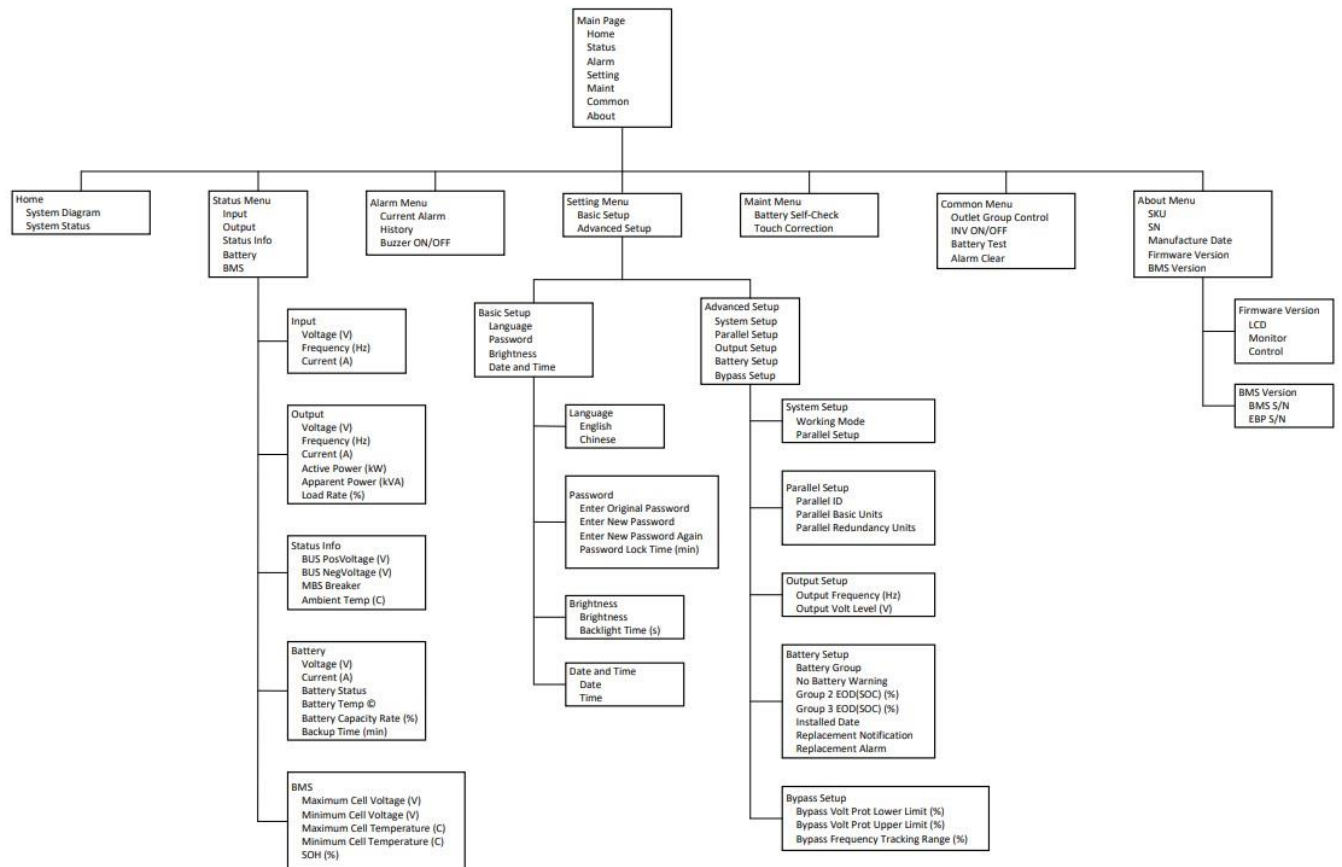 Main Page
Home
Status
Alarm
Setting
Maint
Common
About
Home
System Diagram
System Status
Status Menu
Input
Output
Status Info
Battery
BMS
Alarm Menu
Current Alarm
History
Buzzer ON/OFF
Setting Menu
Basic Setup
Advanced Setup
Maint Menu
Battery Self-Check
Touch Correction
Common Menu
Outlet Group Control
INV ON/OFF
Battery Test
Alarm Clear
About Menu
SKU
SN
Manufacture Date
Firmware Version
BMS Version
Input
Voltage (V)
Frequency (Hz)
Current (A)
Output
Voltage (V)
Frequency (Hz)
Current (A)
Active Power (kW)
Apparent Power (kVA)
Load Rate (%)
Status Info
BUS PosVoltage (V)
BUS NegVoltage (V)
MBS Breaker
Ambient Temp (C)
Battery
Voltage (V)
Current (A)
Battery Status
Battery Temp ©
Battery Capacity Rate (%)
Backup Time (min)
BMS
Maximum Cell Voltage (V)
Minimum Cell Voltage (V)
Maximum Cell Temperature (C)
Minimum Cell Temperature (C)
SOH (%)
Basic Setup
Language
Password
Brightness
Date and Time
Language
English
Chinese
Password
Enter Original Password
Enter New Password
Enter New Password Again
Password Lock Time (min)
Brightness
Brightness
Backlight Time (s)
Date and Time
Date
Time
Advanced Setup
System Setup
Parallel Setup
Output Setup
Battery Setup
Bypass Setup
System Setup
Working Mode
Parallel Setup
Parallel Setup
Parallel ID
Parallel Basic Units
Parallel Redundancy Units
Output Setup
Output Frequency (Hz)
Output Volt Level (V)
Battery Setup
Battery Group
No Battery Warning
Group 2 EOD(SOC) (%)
Group 3 EOD(SOC) (%)
Installed Date
Replacement Notification
Replacement Alarm
Bypass Setup
Bypass Volt Prot Lower Limit (%)
Bypass Volt Prot Upper Limit (%)
Bypass Frequency Tracking Range (%)
Firmware Version
LCD
Monitor
Control
BMS Version
BMS S/N
EBP S/N